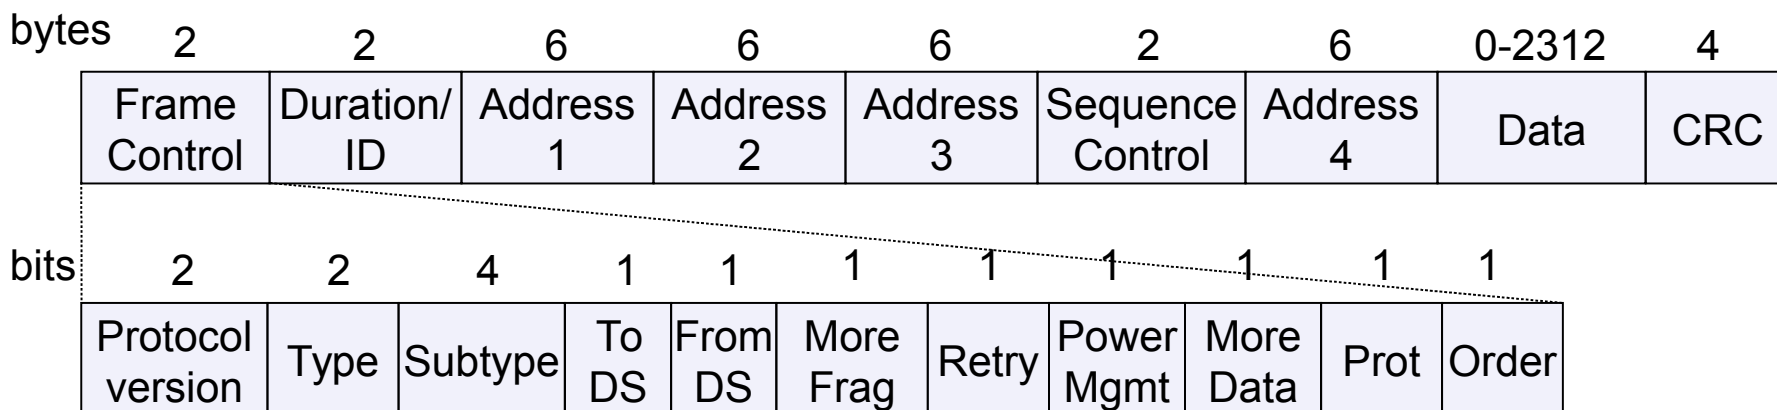 bytes 2 2 6 6 6 2 6 0-2312 4
Frame Duration/ Address Address Address Sequence Address Data CRC
Control ID 1 2 3 Control 4
bits 2 2 4 1 1 1 1 1 1 1 1
Protocol Type Subtype To From More Retry Power More Prot Order
version DS DS Frag Mgmt Data